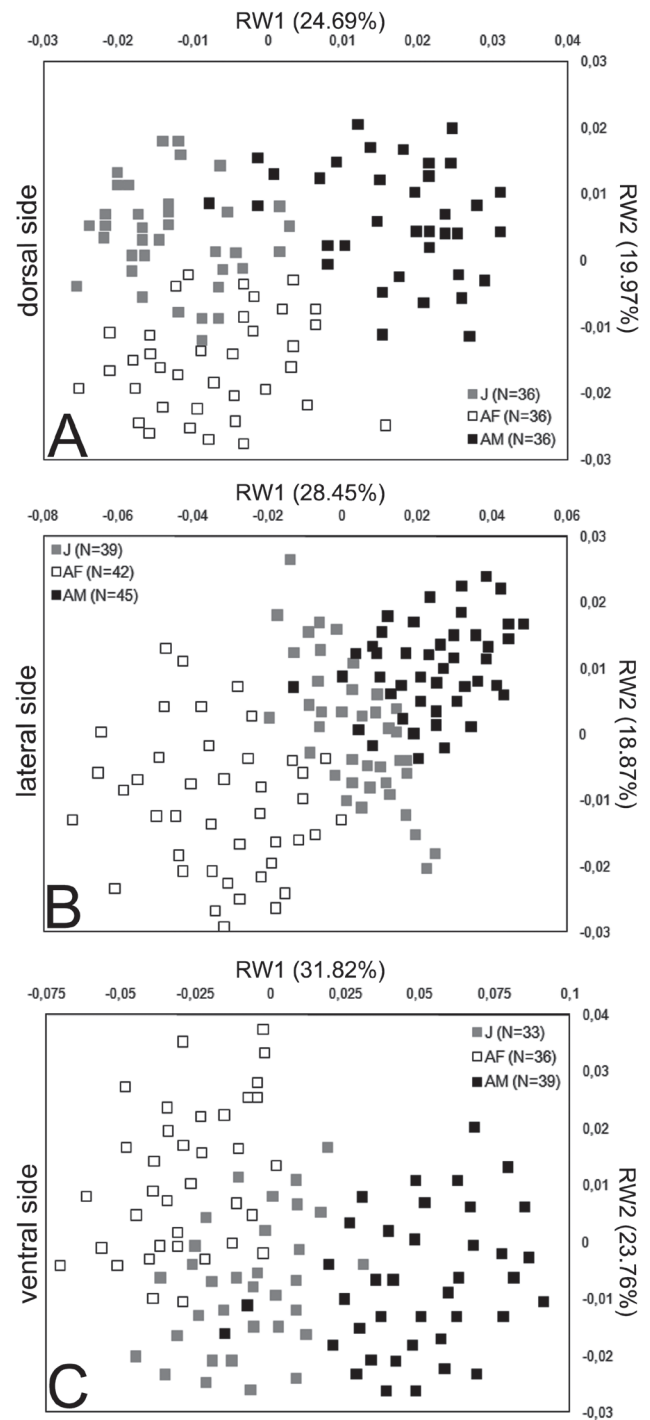 RW1 (24.69%)
-0,03 -0,02 -0,01 0 0,01 0,02 0,03 0,04
0,03
0,02
0,01
0
-0,01
-0,02
-0,03
RW2 (19.97%)
dorsal side
J (N=36)
AF (N=36)
AM (N=36)
A
RW1 (28.45%)
-0,08 -0,06 -0,04 -0,02 0 0,02 0,04 0,06
0,03
0,02
0,01
0
-0,01
-0,02
-0,03
RW2 (18.87%)
lateral side
J (N=39)
AF (N=42)
AM (N=45)
B
RW1 (31.82%)
-0,075 -0,05 -0,025 0 0,025 0,05 0,075 0,1
0,04
0,03
0,02
0,01
0
-0,01
-0,02
-0,03
RW2 (23.76%)
ventral side
J (N=33)
AF (N=36)
AM (N=39)
C